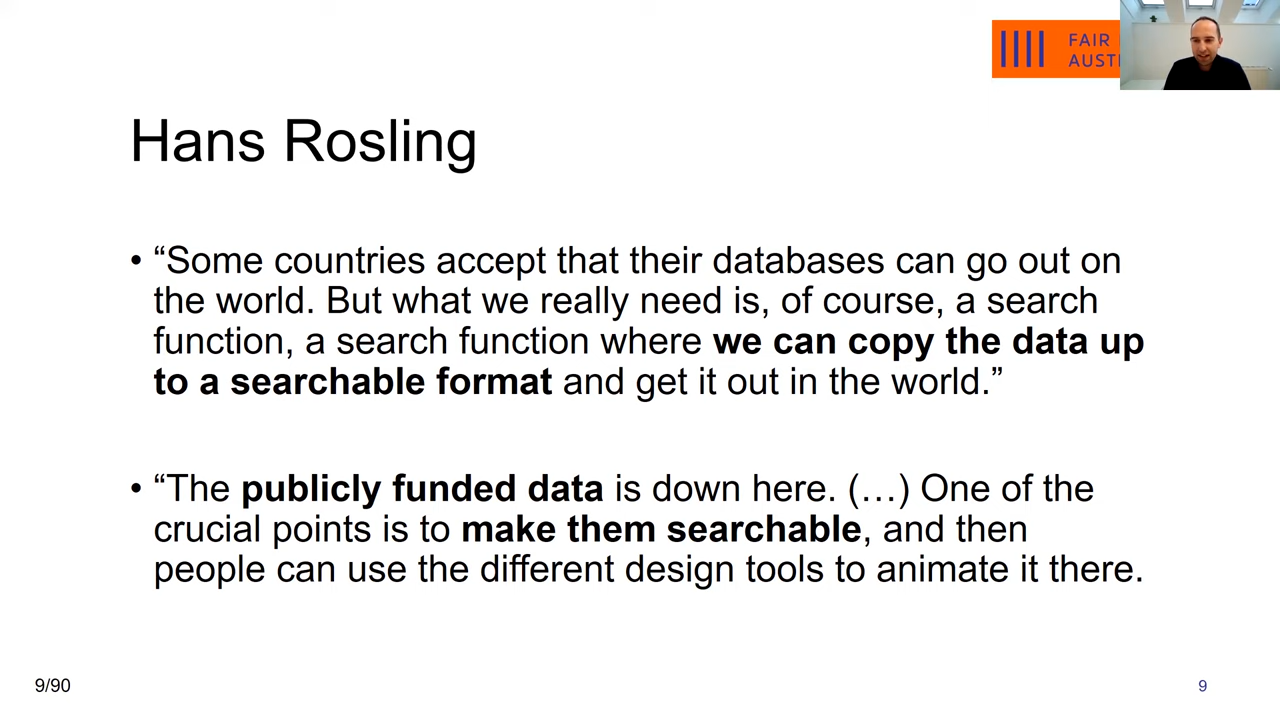 FAIR
AUST
Hans Rosling
• “Some countries accept that their databases can go out on
the world. But what we really need is, of course, a search
function, a search function where we can copy the data up
to a searchable format and get it out in the world.”
• “The publicly funded data is down here. (…) One of the
crucial points is to make them searchable, and then
people can use the different design tools to animate it there.
9/90
9